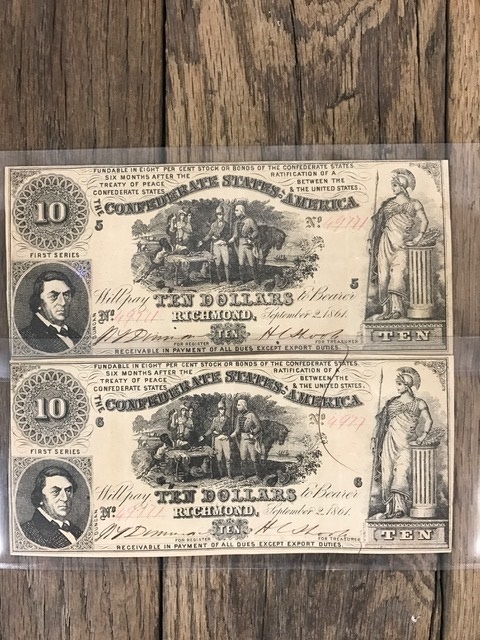 FUNDABLE IN EIGHT PER CENT STOCK OR BONDS OF THE CONFEDERATE STATES.
SIX MONTHS AFTER THE RATIFICATION OF A
TREATY OF PEACE BETWEEN THE
CONFEDERATE STATES & THE UNITED STATES.
THE CONFEDERATE STATES OF AMERICA
10
5
Nº
FIRST SERIES
5
Will pay TEN DOLLARS to Bearer
Nº RICHMOND, September 2, 1861.
TEN
TEN
FOR REGISTER FOR TREASURER
RECEIVABLE IN PAYMENT OF ALL DUES EXCEPT EXPORT DUTIES.
DUNCAN
FUNDABLE IN EIGHT PER CENT STOCK OR BONDS OF THE CONFEDERATE STATES.
SIX MONTHS AFTER THE RATIFICATION OF A
TREATY OF PEACE BETWEEN THE
CONFEDERATE STATES & THE UNITED STATES.
THE CONFEDERATE STATES OF AMERICA
10
6
Nº
FIRST SERIES
6
Will pay TEN DOLLARS to Bearer
Nº RICHMOND, September 2, 1861.
TEN
TEN
FOR REGISTER FOR TREASURER
RECEIVABLE IN PAYMENT OF ALL DUES EXCEPT EXPORT DUTIES.
DUNCAN